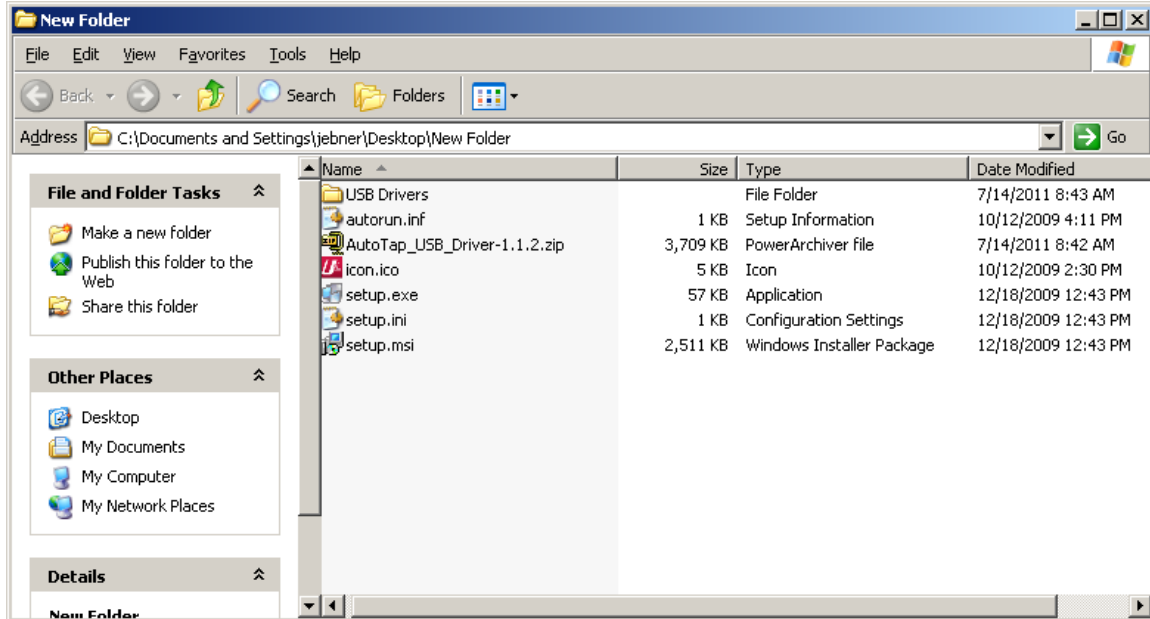 New Folder
File Edit View Favorites Tools Help
Back Search Folders
Address C:\Documents and Settings\jebner\Desktop\New Folder Go
File and Folder Tasks
Make a new folder
Publish this folder to the
Web
Share this folder
Other Places
Desktop
My Documents
My Computer
My Network Places
Details
New Folder
Name Size Type Date Modified
USB Drivers File Folder 7/14/2011 8:43 AM
autorun.inf 1 KB Setup Information 10/12/2009 4:11 PM
AutoTap_USB_Driver-1.1.2.zip 3,709 KB PowerArchiver file 7/14/2011 8:42 AM
icon.ico 5 KB Icon 10/12/2009 2:30 PM
setup.exe 57 KB Application 12/18/2009 12:43 PM
setup.ini 1 KB Configuration Settings 12/18/2009 12:43 PM
setup.msi 2,511 KB Windows Installer Package 12/18/2009 12:43 PM